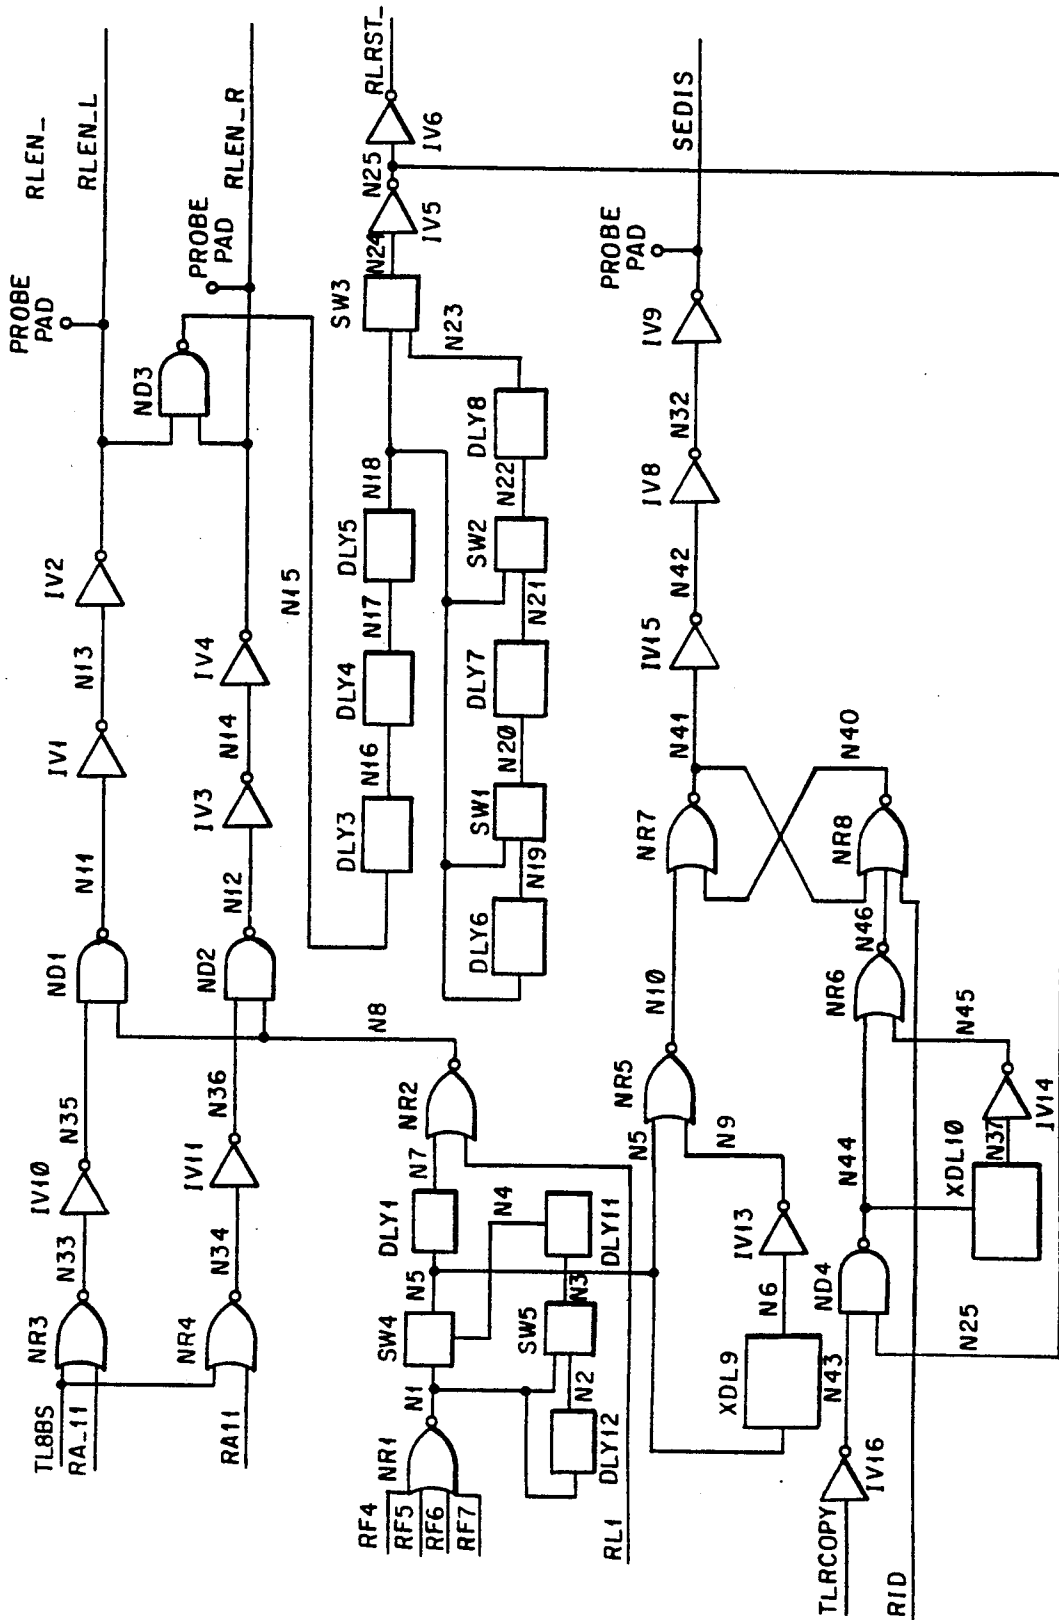 RLEN_
RLEN_L
PROBE
PAD
IV2
N13
IV1
N11
ND1
N35
IV10
N33
NR3
TL8BS
RA_11
RLEN_R
PROBE
PAD
ND3
N15
IV4
N14
IV3
N12
ND2
N36
IV11
N34
NR4
RA11
RLRST_
IV6
N25
IV5
N24
SW3
N23
N18
DLY5
N17
DLY4
N16
DLY3
DLY8
N22
SW2
N21
DLY7
N20
SW1
N19
DLY6
N8
NR2
N7
DLY1
N5
SW4
N1
NR1
RF4
RF5
RF6
RF7
N4
DLY11
N3
SW5
N2
DLY12
RL1
SEDIS
PROBE
PAD
IV9
N32
IV8
N42
IV15
N41
NR7
N10
NR5
N5
N9
IV13
N6
XDL9
N40
NR8
N46
NR6
N45
N44
IV14
N37
XDL10
ND4
N25
N43
IV16
TLRCOPY
RID